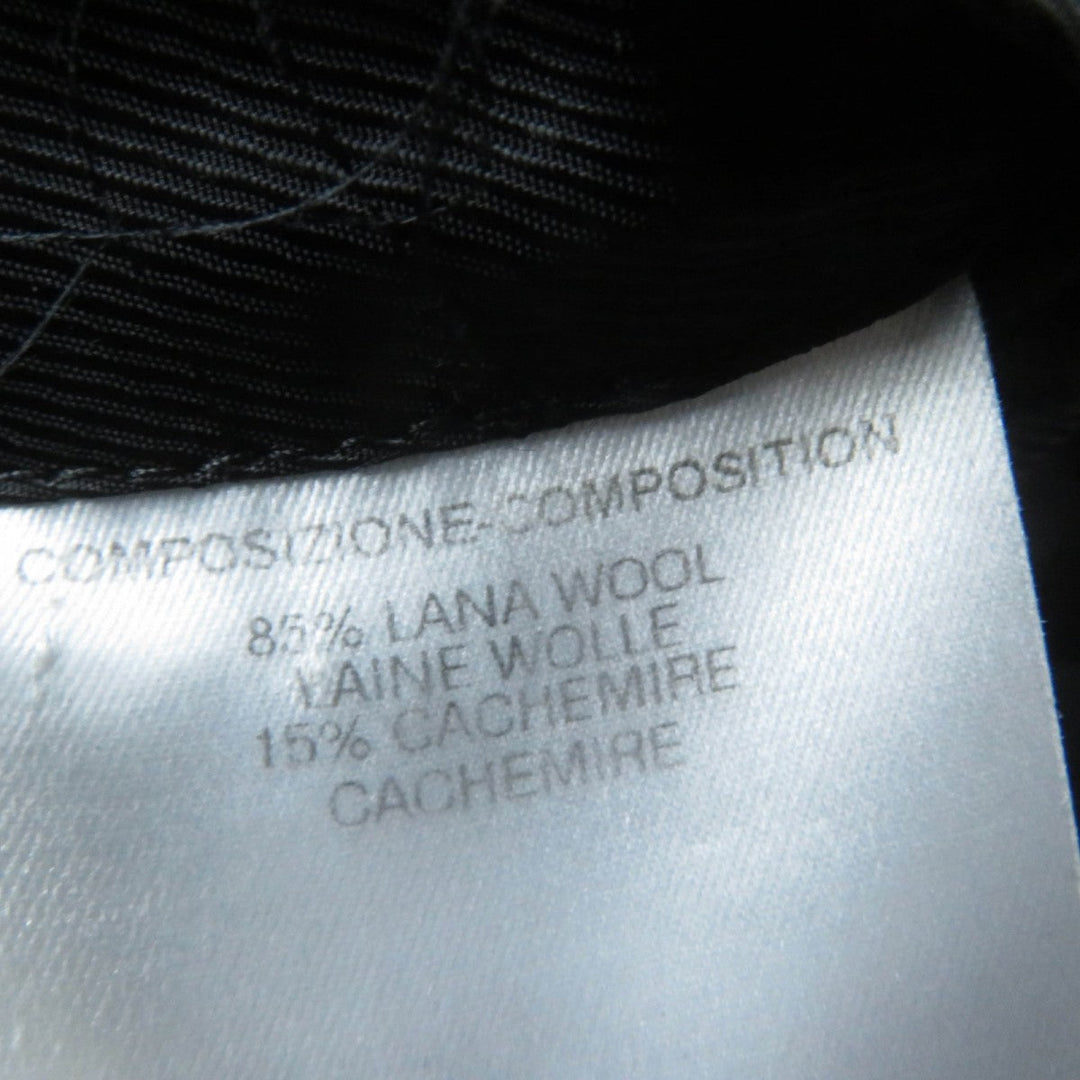 COMPOSIZIONE-COMPOSITION
85% LANA WOOL
LAINE WOLLE
15% CACHEMIRE
CACHEMIRE